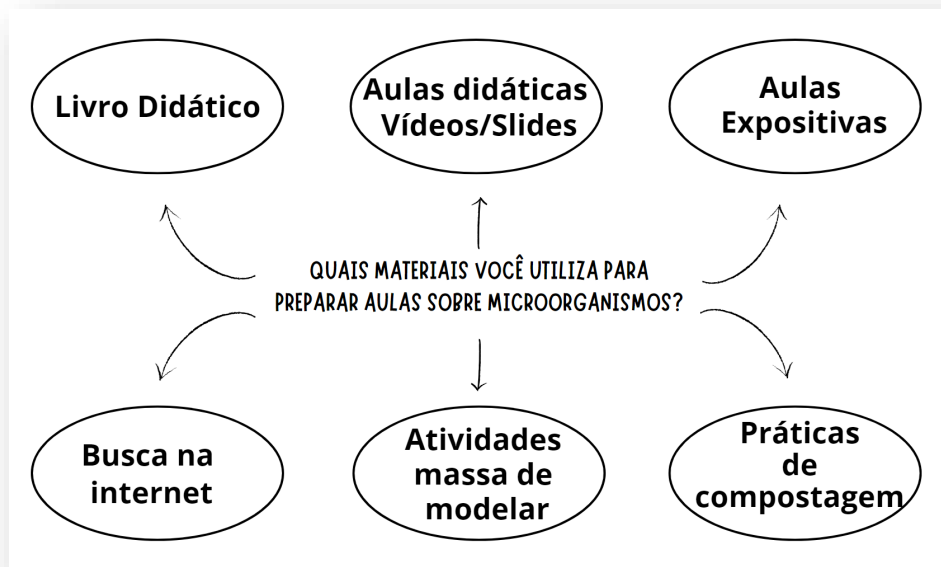 Livro Didático
Aulas didáticas
Vídeos/Slides
Aulas
Expositivas
QUAIS MATERIAIS VOCÊ UTILIZA PARA
PREPARAR AULAS SOBRE MICROORGANISMOS?
Busca na
internet
Atividades
massa de
modelar
Práticas
de
compostagem